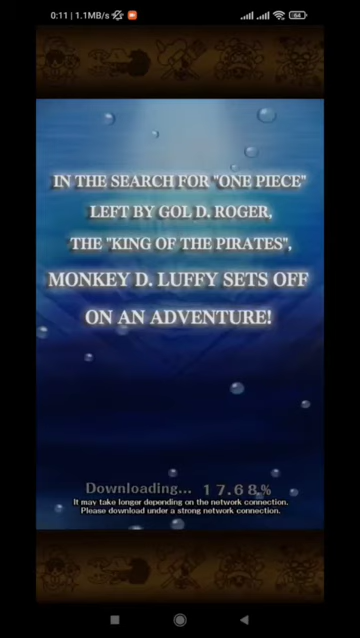 0:11 | 1.1MB/s
64
IN THE SEARCH FOR "ONE PIECE"
LEFT BY GOL D. ROGER,
THE "KING OF THE PIRATES",
MONKEY D. LUFFY SETS OFF
ON AN ADVENTURE!
Downloading... 17.68%
It may take longer depending on the network connection.
Please download under a strong network connection.